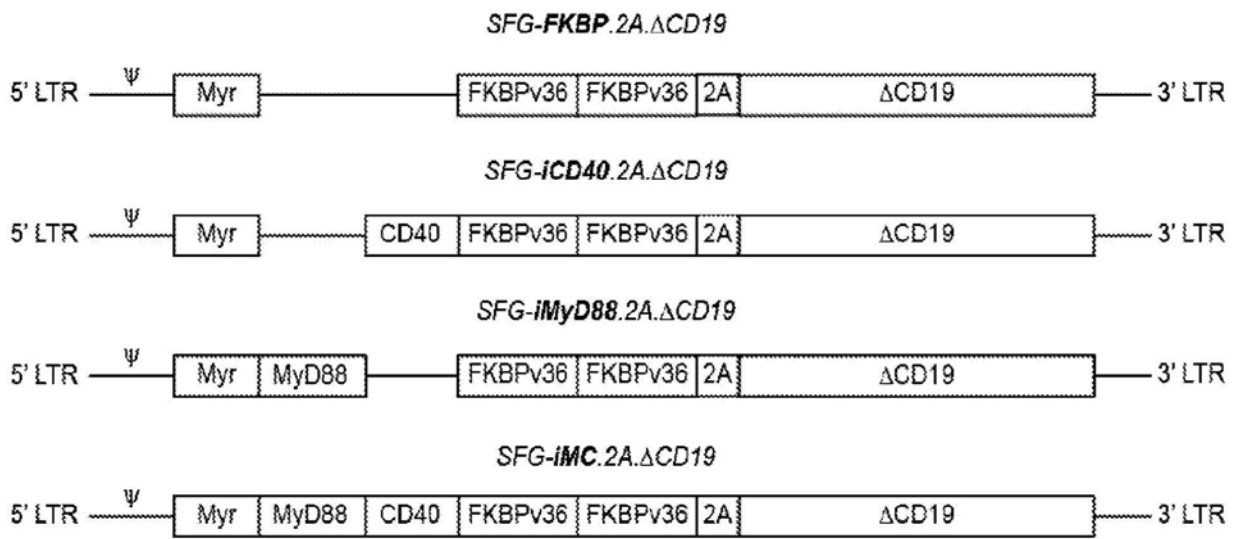 SFG-FKBP.2A.ΔCD19
5' LTR ψ Myr FKBPv36 FKBPv36 2A ΔCD19 3' LTR
SFG-iCD40.2A.ΔCD19
5' LTR ψ Myr CD40 FKBPv36 FKBPv36 2A ΔCD19 3' LTR
SFG-iMyD88.2A.ΔCD19
5' LTR ψ Myr MyD88 FKBPv36 FKBPv36 2A ΔCD19 3' LTR
SFG-iMC.2A.ΔCD19
5' LTR ψ Myr MyD88 CD40 FKBPv36 FKBPv36 2A ΔCD19 3' LTR